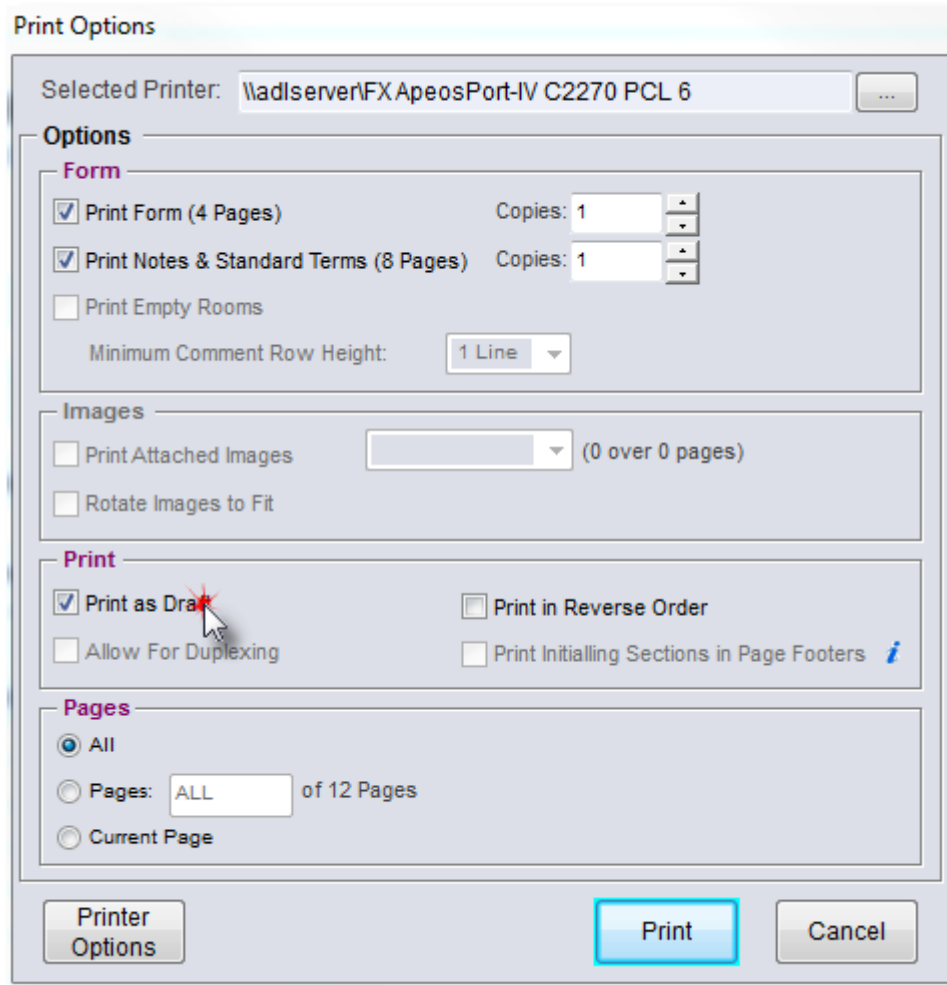 Print Options
Selected Printer: \\adlserver\FX ApeosPort-IV C2270 PCL 6 ...
Options
Form
Print Form (4 Pages) Copies: 1
Print Notes & Standard Terms (8 Pages) Copies: 1
Print Empty Rooms
Minimum Comment Row Height: 1 Line
Images
Print Attached Images (0 over 0 pages)
Rotate Images to Fit
Print
Print as Draft Print in Reverse Order
Allow For Duplexing Print Initialling Sections in Page Footers i
Pages
All
Pages: ALL of 12 Pages
Current Page
Printer
Options
Print Cancel